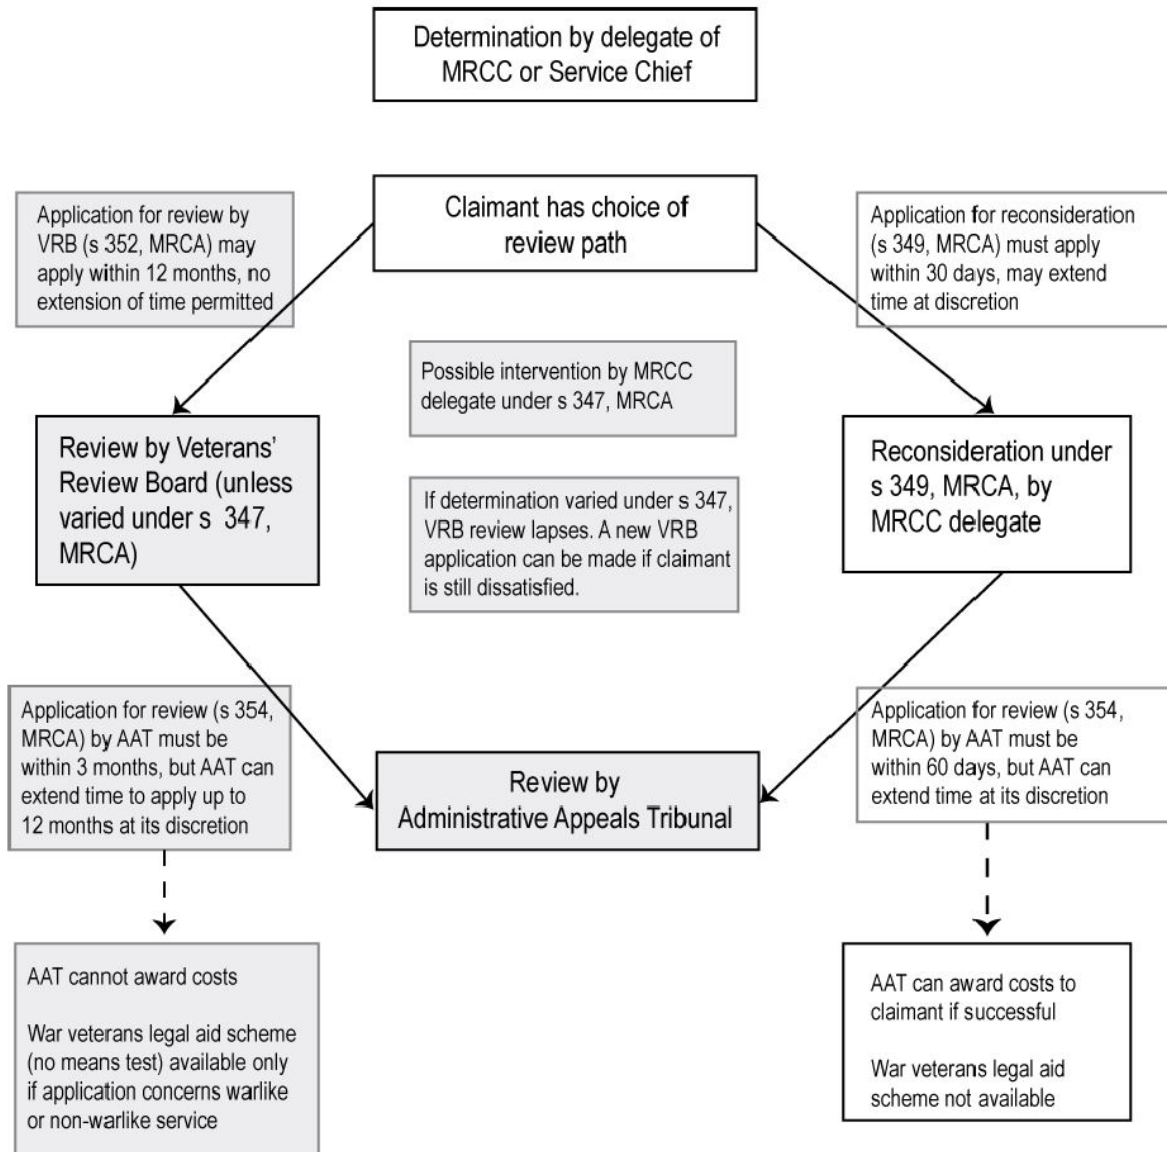 Determination by delegate of
MRCC or Service Chief
Claimant has choice of
review path
Application for review by
VRB (s 352, MRCA) may
apply within 12 months, no
extension of time permitted
Application for reconsideration
(s 349, MRCA) must apply
within 30 days, may extend
time at discretion
Possible intervention by MRCC
delegate under s 347, MRCA
Review by Veterans'
Review Board (unless
varied under s 347,
MRCA)
If determination varied under s 347,
VRB review lapses. A new VRB
application can be made if claimant
is still dissatisfied.
Reconsideration under
s 349, MRCA, by
MRCC delegate
Application for review (s 354,
MRCA) by AAT must be
within 3 months, but AAT can
extend time to apply up to
12 months at its discretion
Review by
Administrative Appeals Tribunal
Application for review (s 354,
MRCA) by AAT must be
within 60 days, but AAT can
extend time at its discretion
AAT cannot award costs
War veterans legal aid scheme
(no means test) available only
if application concerns warlike
or non-warlike service
AAT can award costs to
claimant if successful
War veterans legal aid
scheme not available